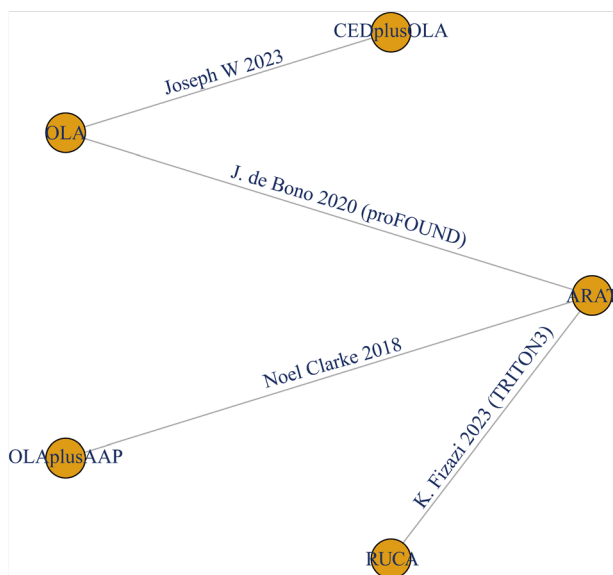 CEDplusOLA
Joseph W 2023
OLA
J. de Bono 2020 (proFOUND)
ARAT
Noel Clarke 2018
K. Fizazi 2023 (TRITON3)
OLAplusAAP
RUCA